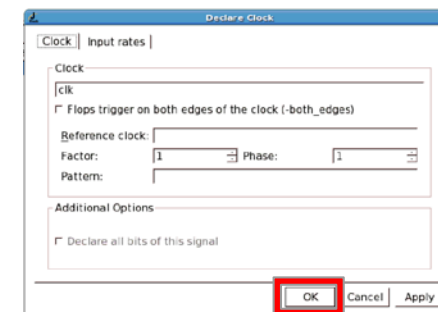 Declare Clock
Clock Input rates
Clock
clk
Flops trigger on both edges of the clock (-both_edges)
Reference clock:
Factor: 1 Phase: 1
Pattern:
Additional Options
Declare all bits of this signal
OK Cancel Apply